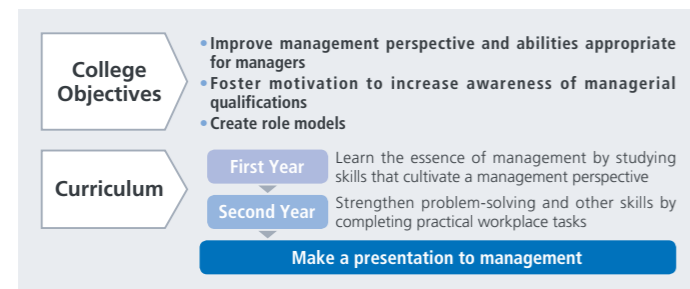 College
Objectives
•Improve management perspective and abilities appropriate
for managers
•Foster motivation to increase awareness of managerial
qualifications
•Create role models
Curriculum
First Year
Learn the essence of management by studying
skills that cultivate a management perspective
Second Year
Strengthen problem-solving and other skills by
completing practical workplace tasks
Make a presentation to management